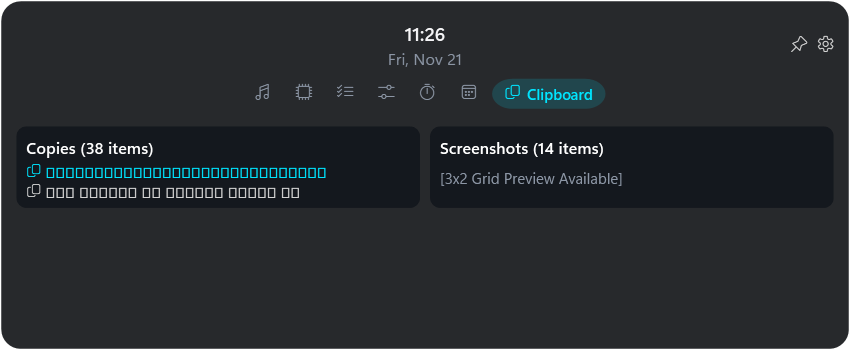 11:26
Fri, Nov 21
Clipboard
Copies (38 items)
Screenshots (14 items)
[3x2 Grid Preview Available]